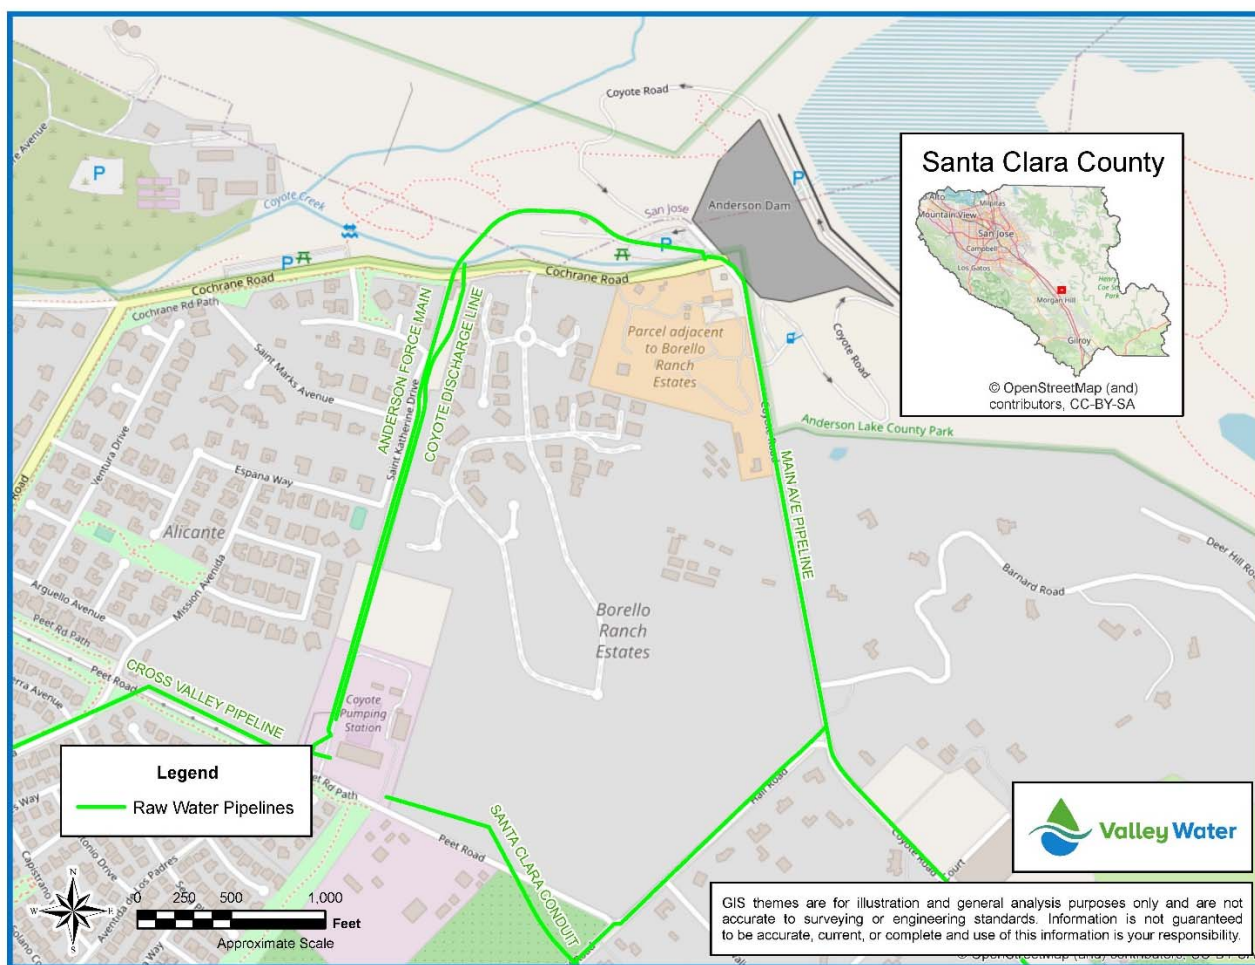 Coyote Road
P
Coyote Creek
San Jose
Anderson Dam
P
P
P
Cochrane Road
Cochrane Road
Cochrane Rd Path
Saint Marks Avenue
ANDERSON FORCE MAIN
Saint Katherine Drive
COYOTE DISCHARGE LINE
Parcel adjacent
to Borello
Ranch
Estates
Coyote Road
Coyote Road
Anderson Lake County Park
MAIN AVE PIPELINE
Ventura Drive
Road
Espana Way
Alicante
Mission Avenida
Arguello Avenue
Peet Rd Path
Peet Road
CROSS VALLEY PIPELINE
Coyote
Pumping
Station
Borello
Ranch
Estates
Barnard Road
Deer Hill Ro
Peet Road
SANTA CLARA CONDUIT
Half Road
Coyote Road
Court
Santa Clara County
Milpitas
Mountain View
San Jose
Campbell
Los Gatos
Morgan Hill
Gilroy
© OpenStreetMap (and)
contributors, CC-BY-SA
Legend
Raw Water Pipelines
N
W E
S
0 250 500 1,000
Feet
Approximate Scale
Valley Water
GIS themes are for illustration and general analysis purposes only and are not
accurate to surveying or engineering standards. Information is not guaranteed
to be accurate, current, or complete and use of this information is your responsibility.